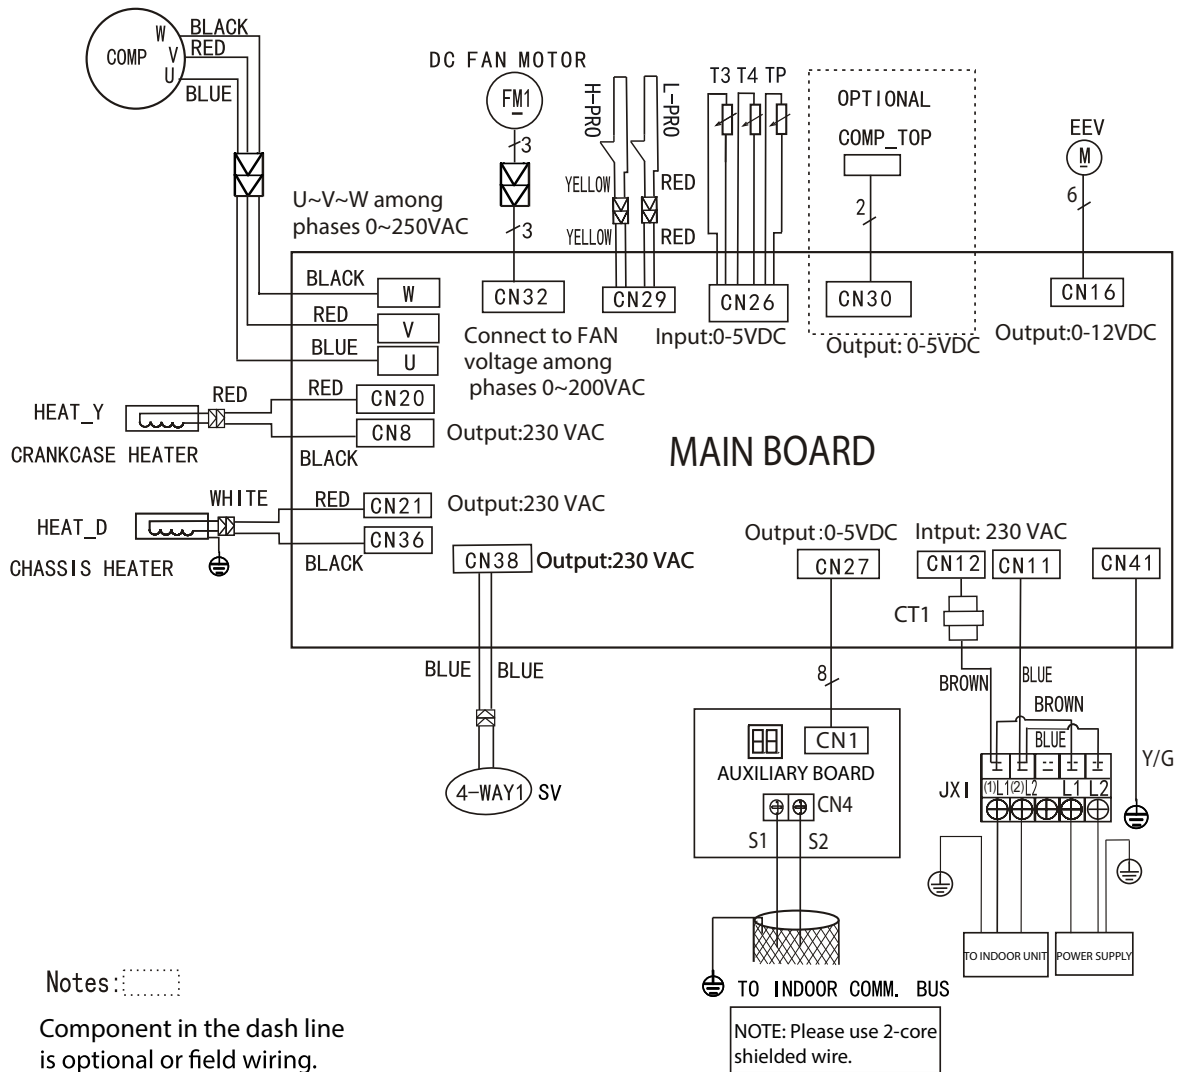 W
BLACK
V
RED
COMP
U
BLUE
DC FAN MOTOR
FM1
3
3
H-PRO
L-PRO
YELLOW
RED
YELLOW
RED
T3 T4 TP
OPTIONAL
COMP_TOP
2
EEV
M
6
U~V~W among
phases 0~250VAC
BLACK
W
RED
V
BLUE
U
CN32
CN29
CN26
CN30
CN16
Connect to FAN
voltage among
phases 0~200VAC
Input:0-5VDC
Output: 0-5VDC
Output:0-12VDC
HEAT_Y
RED
RED
CN20
CN8
Output:230 VAC
BLACK
CRANKCASE HEATER
MAIN BOARD
WHITE
RED
CN21
Output:230 VAC
HEAT_D
CN36
BLACK
CHASSIS HEATER
CN38
Output:230 VAC
Output:0-5VDC
Intput: 230 VAC
CN27
CN12
CN11
CN41
CT1
BLUE
BLUE
4-WAY1
SV
8
BROWN
BLUE
BROWN
BLUE
Y/G
CN1
AUXILIARY BOARD
CN4
S1
S2
JX1
(1)L1(2)L2
L1 L2
TO INDOOR UNIT
POWER SUPPLY
TO INDOOR COMM. BUS
NOTE: Please use 2-core
shielded wire.
Notes:
Component in the dash line
is optional or field wiring.